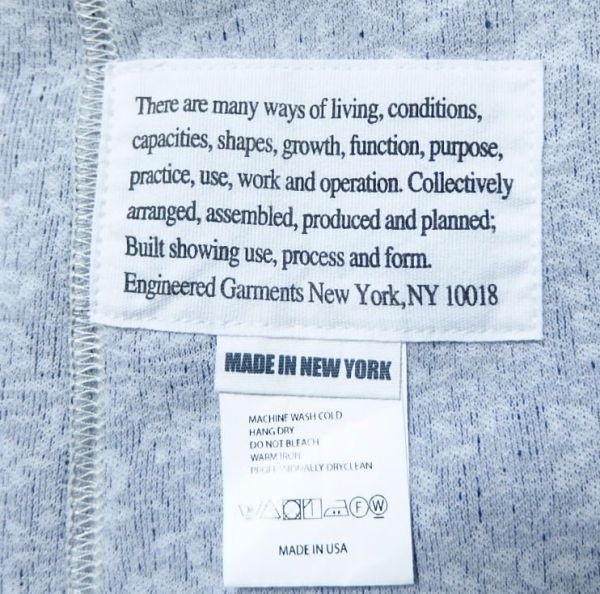 There are many ways of living, conditions,
capacities, shapes, growth, function, purpose,
practice, use, work and operation. Collectively
arranged, assembled, produced and planned;
Built showing use, process and form.
Engineered Garments New York,NY 10018
MADE IN NEW YORK
MACHINE WASH COLD
HANG DRY
DO NOT BLEACH
WARM IRON
PROFESSIONALLY DRYCLEAN
F W
MADE IN USA